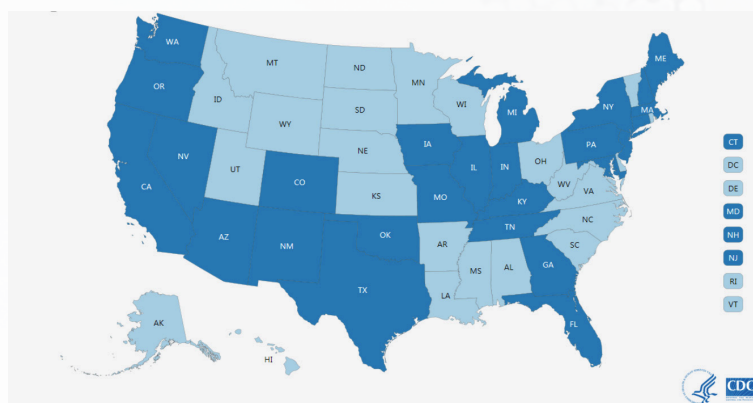 WA
MT
ND
MN
ME
OR
ID
SD
WI
NY
MA
WY
MI
IA
PA
NE
NV
OH
IL
IN
UT
CO
WV
VA
CA
KS
MO
KY
NC
TN
OK
AZ
NM
AR
SC
MS
AL
GA
TX
LA
FL
AK
HI
CT
DC
DE
MD
NH
NJ
RI
VT
CDC